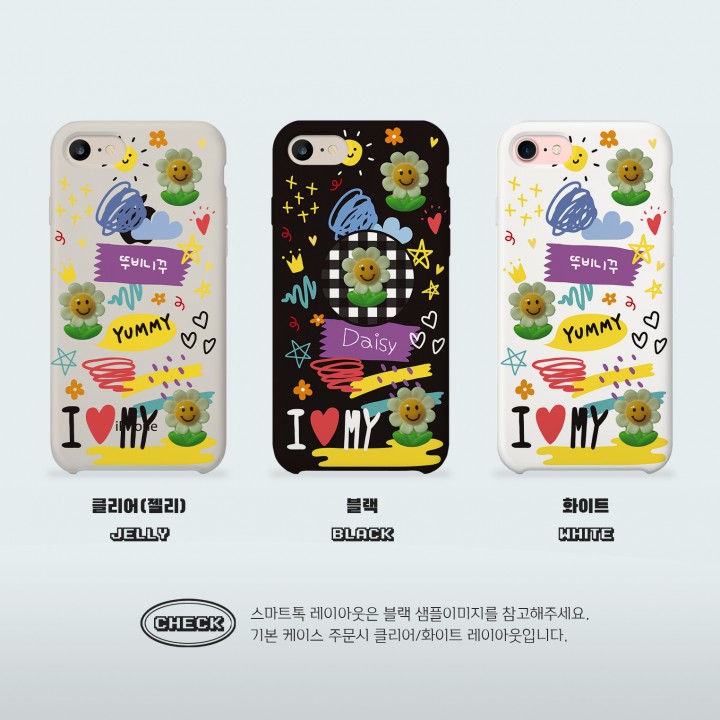 뚜비니꾸
YUMMY
I MY
iPhone
Daisy
I MY
뚜비니꾸
YUMMY
I MY
클리어(젤리)
JELLY
블랙
BLACK
화이트
WHITE
CHECK
스마트톡 레이아웃은 블랙 샘플이미지를 참고해주세요.
기본 케이스 주문시 클리어/화이트 레이아웃입니다.